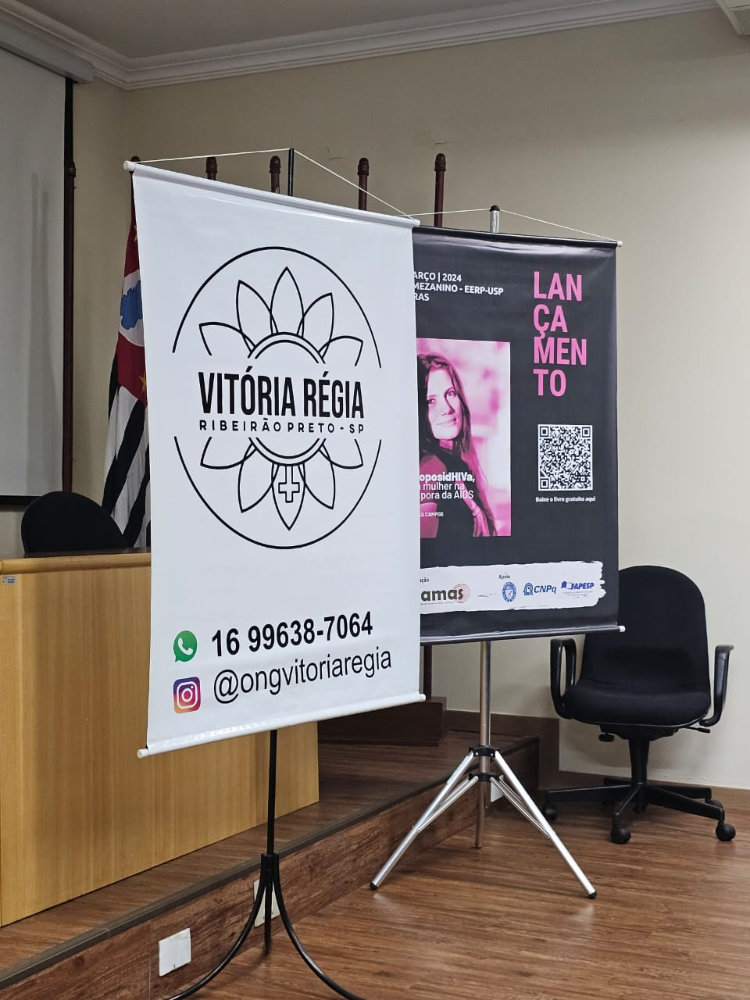 VITÓRIA RÉGIA
RIBEIRÃO PRETO - SP
16 99638-7064
@ongvitoriaregia
ARÇO | 2024
MEZANINO - EERP-USP
RAS
LAN
ÇA
MEN
TO
oposidHIVa,
mulher na
pora da AIDS
CAMPOS
Baixe o livro gratuito aqui
ação
amas
Apoio
CNPq
FAPESP